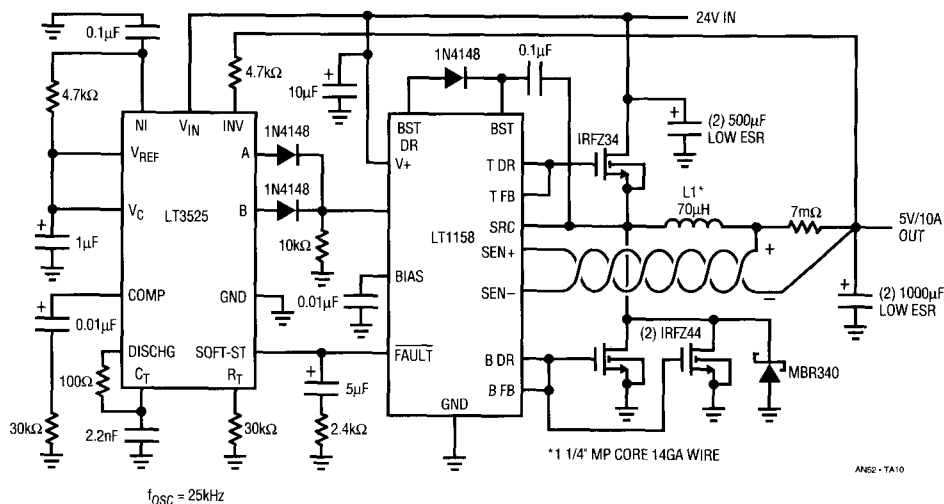 24V IN
0.1μF
4.7kΩ
4.7kΩ
1N4148
0.1μF
10μF
+
NI
V_IN
INV
V_REF
V_C
LT3525
A
B
1N4148
1N4148
10kΩ
+
1μF
COMP
GND
DISCHG
SOFT-ST
C_T
R_T
0.01μF
+
100Ω
30kΩ
2.2nF
30kΩ
+
5μF
2.4kΩ
BIAS
0.01μF
BST
DR
BST
V+
T DR
T FB
SRC
LT1158
SEN+
SEN–
FAULT
B DR
B FB
GND
IRFZ34
+
(2) 500μF
LOW ESR
L1*
70μH
7mΩ
+
–
5V/10A
OUT
+
(2) 1000μF
LOW ESR
(2) IRFZ44
MBR340
*1 1/4" MP CORE 14GA WIRE
AN52 • TA10
f_OSC = 25kHz